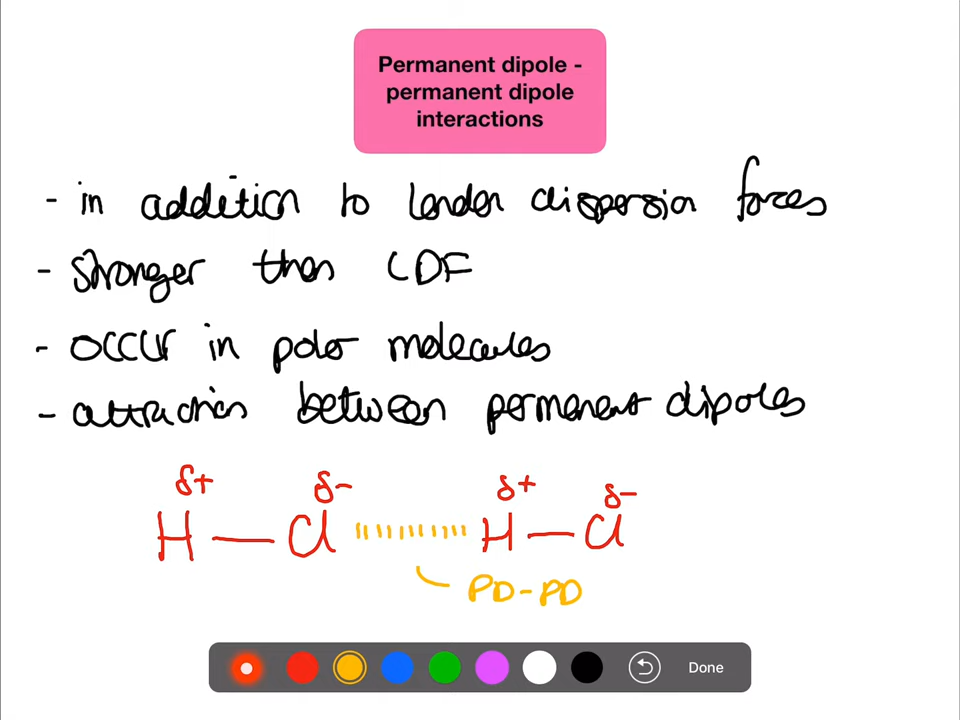 Permanent dipole -
permanent dipole
interactions
- in addition to london dispersion forces
- stronger than LDF
- occur in polar molecules
- attraction between permanent dipoles
δ+ δ- δ+ δ-
H — Cl ıııııııııı H — Cl
PD-PD
Done